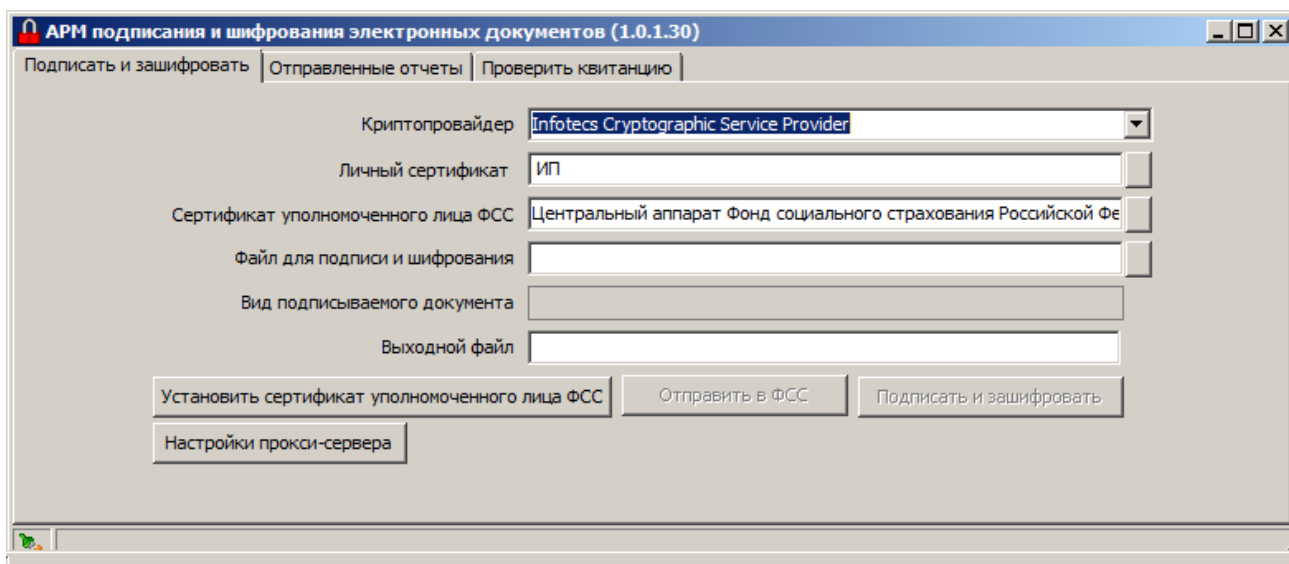 АРМ подписания и шифрования электронных документов (1.0.1.30)
Подписать и зашифровать Отправленные отчеты Проверить квитанцию
Криптопровайдер Infotecs Cryptographic Service Provider
Личный сертификат ИП
Сертификат уполномоченного лица ФСС Центральный аппарат Фонд социального страхования Российской Фе
Файл для подписи и шифрования
Вид подписываемого документа
Выходной файл
Установить сертификат уполномоченного лица ФСС Отправить в ФСС Подписать и зашифровать
Настройки прокси-сервера